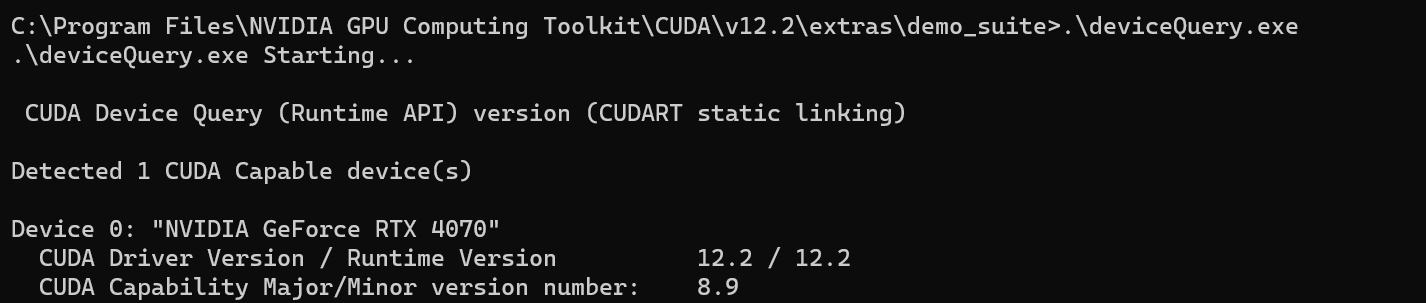 C:\Program Files\NVIDIA GPU Computing Toolkit\CUDA\v12.2\extras\demo_suite>.\deviceQuery.exe
.\deviceQuery.exe Starting...
CUDA Device Query (Runtime API) version (CUDART static linking)
Detected 1 CUDA Capable device(s)
Device 0: "NVIDIA GeForce RTX 4070"
CUDA Driver Version / Runtime Version          12.2 / 12.2
CUDA Capability Major/Minor version number:    8.9